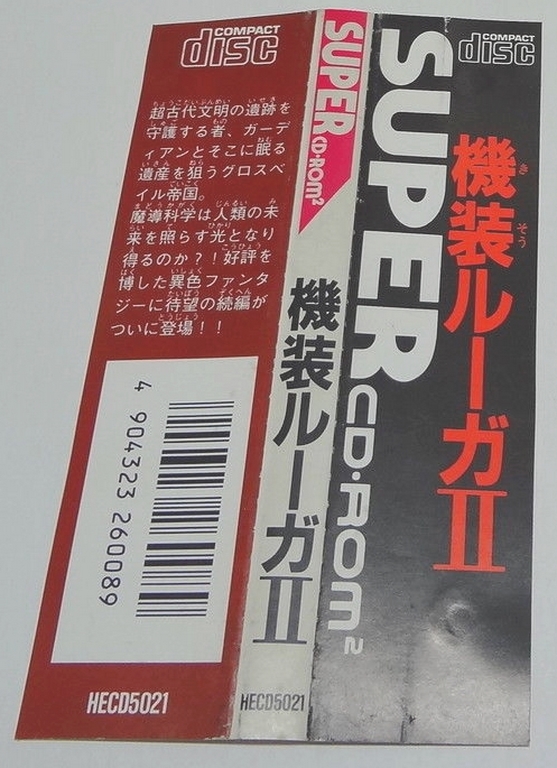 COMPACT
disc
超古代文明の遺跡を
守護する者、ガーデ
ィアンとそこに眠る
遺産を狙うグロスベ
イル帝国。
魔導科学は人類の未
来を照らす光となり
得るのか?!好評を
博した異色ファンタ
ジーに待望の続編が
ついに登場!!
4 904323 260089
HECD5021
SUPER CD-ROM²
機装ルーガII
HECD5021
SUPER CD-ROM²
COMPACT
disc
機装ルーガII
きそう